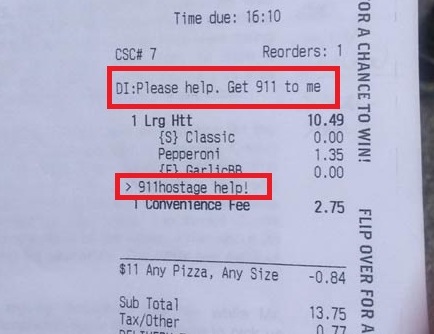 Time due: 16:10
CSC# 7 Reorders: 1
DI:Please help. Get 911 to me
1 Lrg Htt 10.49
{S} Classic 0.00
Pepperoni 1.35
{F} GarlicBB 0.00
> 911hostage help!
1 Convenience Fee 2.75
$11 Any Pizza, Any Size -0.84
Sub Total 13.75
Tax/Other 0.77
FOR A CHANCE TO WIN!
FLIP OVER FOR A